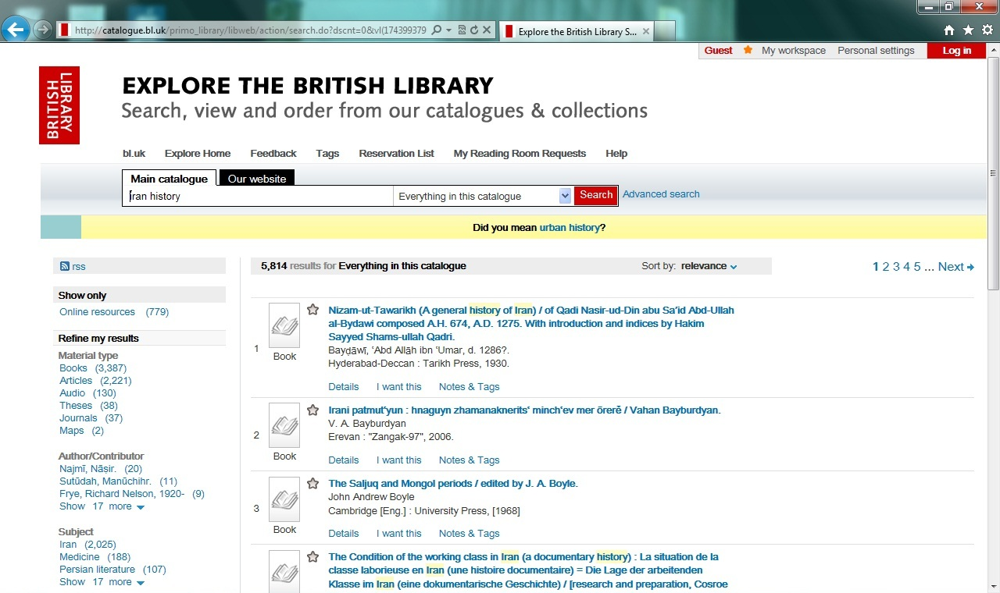 http://catalogue.bl.uk/primo_library/libweb/action/search.do?dscnt=0&vl(174399379
Explore the British Library S...
Guest My workspace Personal settings Log in
LIBRARY
BRITISH
EXPLORE THE BRITISH LIBRARY
Search, view and order from our catalogues & collections
bl.uk Explore Home Feedback Tags Reservation List My Reading Room Requests Help
Main catalogue Our website
iran history Everything in this catalogue Search Advanced search
Did you mean urban history?
rss
Show only
Online resources (779)
Refine my results
Material type
Books (3,387)
Articles (2,221)
Audio (130)
Theses (38)
Journals (37)
Maps (2)
Author/Contributor
Najmī, Nāṣir. (20)
Sutūdah, Manūchihr. (11)
Frye, Richard Nelson, 1920- (9)
Show 17 more
Subject
Iran (2,025)
Medicine (188)
Persian literature (107)
Show 17 more
5,814 results for Everything in this catalogue Sort by: relevance 1 2 3 4 5 ... Next
1
Book
Nizam-ut-Tawarikh (A general history of Iran) / of Qadi Nasir-ud-Din abu Sa'id Abd-Ullah
al-Bydawi composed A.H. 674, A.D. 1275. With introduction and indices by Hakim
Sayyed Shams-ullah Qadri.
Bayḍāwī, ʻAbd Allāh ibn ʻUmar, d. 1286?.
Hyderabad-Deccan : Tarikh Press, 1930.
Details I want this Notes & Tags
2
Book
Irani patmutʻyun : hnaguyn zhamanakneritsʻ minchʻev mer ōrerě / Vahan Bayburdyan.
V. A. Bayburdyan
Erevan : "Zangak-97", 2006.
Details I want this Notes & Tags
3
Book
The Saljuq and Mongol periods / edited by J. A. Boyle.
John Andrew Boyle
Cambridge [Eng.] : University Press, [1968]
Details I want this Notes & Tags
The Condition of the working class in Iran (a documentary history) : La situation de la
classe laborieuse en Iran (une histoire documentaire) = Die Lage der arbeitenden
Klasse im Iran (eine dokumentarische Geschichte) / [research and preparation, Cosroe